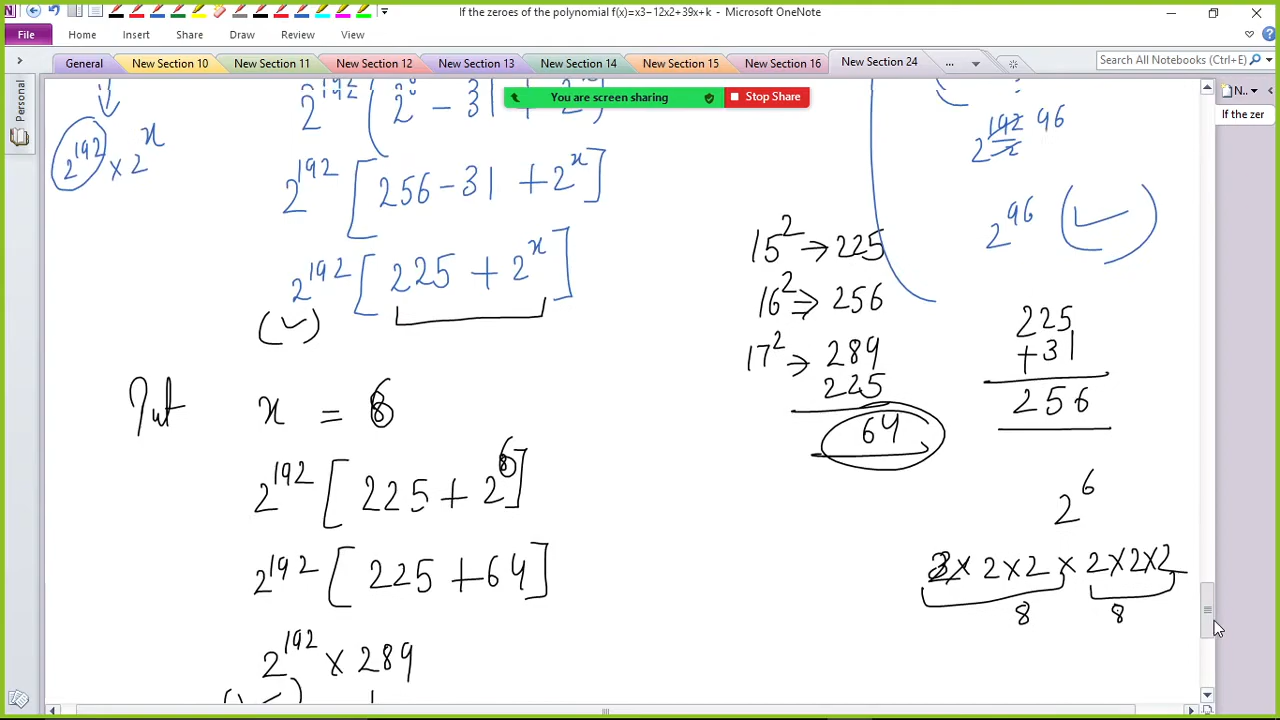 If the zeroes of the polynomial f(x)=x3-12x2+39x+k - Microsoft OneNote
File Home Insert Share Draw Review View
General New Section 10 New Section 11 New Section 12 New Section 13 New Section 14 New Section 15 New Section 16 New Section 24 ... Search All Notebooks (Ctrl+E)
You are screen sharing Stop Share
Personal
N..
If the zer
2^192 × 2^x
2^192 [256-31 + 2^x]
2^192 [225 + 2^x]
(✓)
Put x = 6
2^192 [225 + 2^6]
2^192 [225 + 64]
2^192 × 289
15^2 → 225
16^2 ⇒ 256
17^2 → 289
225
64
192 96
2^96 (✓)
225
+31
256
2^6
2 × 2 × 2 × 2 × 2 × 2
8 8